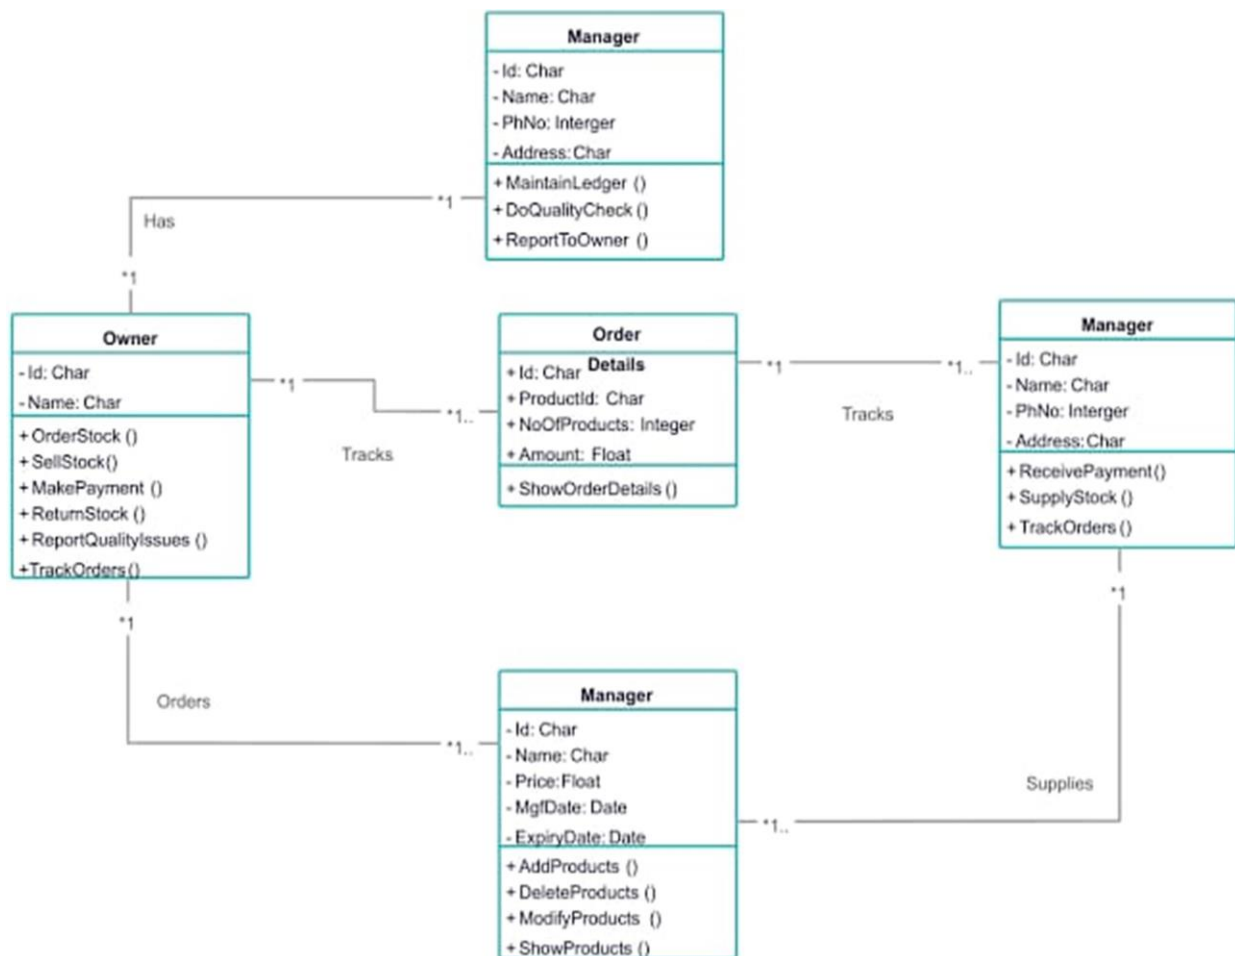 Manager
- Id: Char
- Name: Char
- PhNo: Interger
- Address: Char
+ MaintainLedger ()
+ DoQualityCheck ()
+ ReportToOwner ()
*1
Has
*1
Owner
- Id: Char
- Name: Char
+ OrderStock ()
+ SellStock()
+ MakePayment ()
+ ReturnStock ()
+ ReportQualityIssues ()
+TrackOrders()
*1
*1..
Tracks
Order
Details
+ Id: Char
+ ProductId: Char
+ NoOfProducts: Integer
+ Amount: Float
+ ShowOrderDetails ()
*1
*1..
Tracks
Manager
- Id: Char
- Name: Char
- PhNo: Interger
- Address: Char
+ ReceivePayment()
+ SupplyStock ()
+ TrackOrders ()
*1
*1
Orders
*1..
Manager
- Id: Char
- Name: Char
- Price:Float
- MgfDate: Date
- ExpiryDate: Date
+ AddProducts ()
+ DeleteProducts ()
+ ModifyProducts ()
+ ShowProducts ()
*1..
Supplies